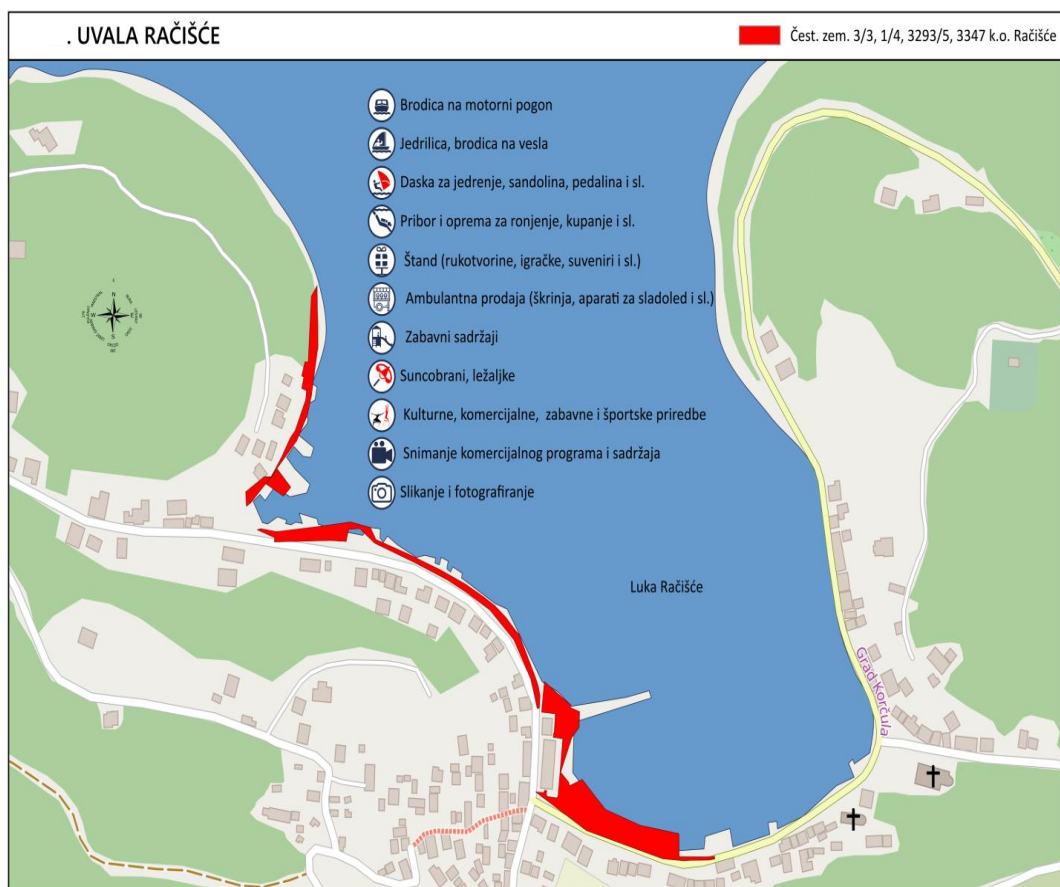 . UVALA RAČIŠĆE
Čest. zem. 3/3, 1/4, 3293/5, 3347 k.o. Račišće
Brodica na motorni pogon
Jedrilica, brodica na vesla
Daska za jedrenje, sandolina, pedalina i sl.
Pribor i oprema za ronjenje, kupanje i sl.
Štand (rukotvorine, igračke, suveniri i sl.)
Ambulantna prodaja (škrinja, aparati za sladoled i sl.)
Zabavni sadržaji
Suncobrani, ležaljke
Kulturne, komercijalne, zabavne i športske priredbe
Snimanje komercijalnog programa i sadržaja
Slikanje i fotografiranje
N
W
E
S
Luka Račišće
Grad Korčula